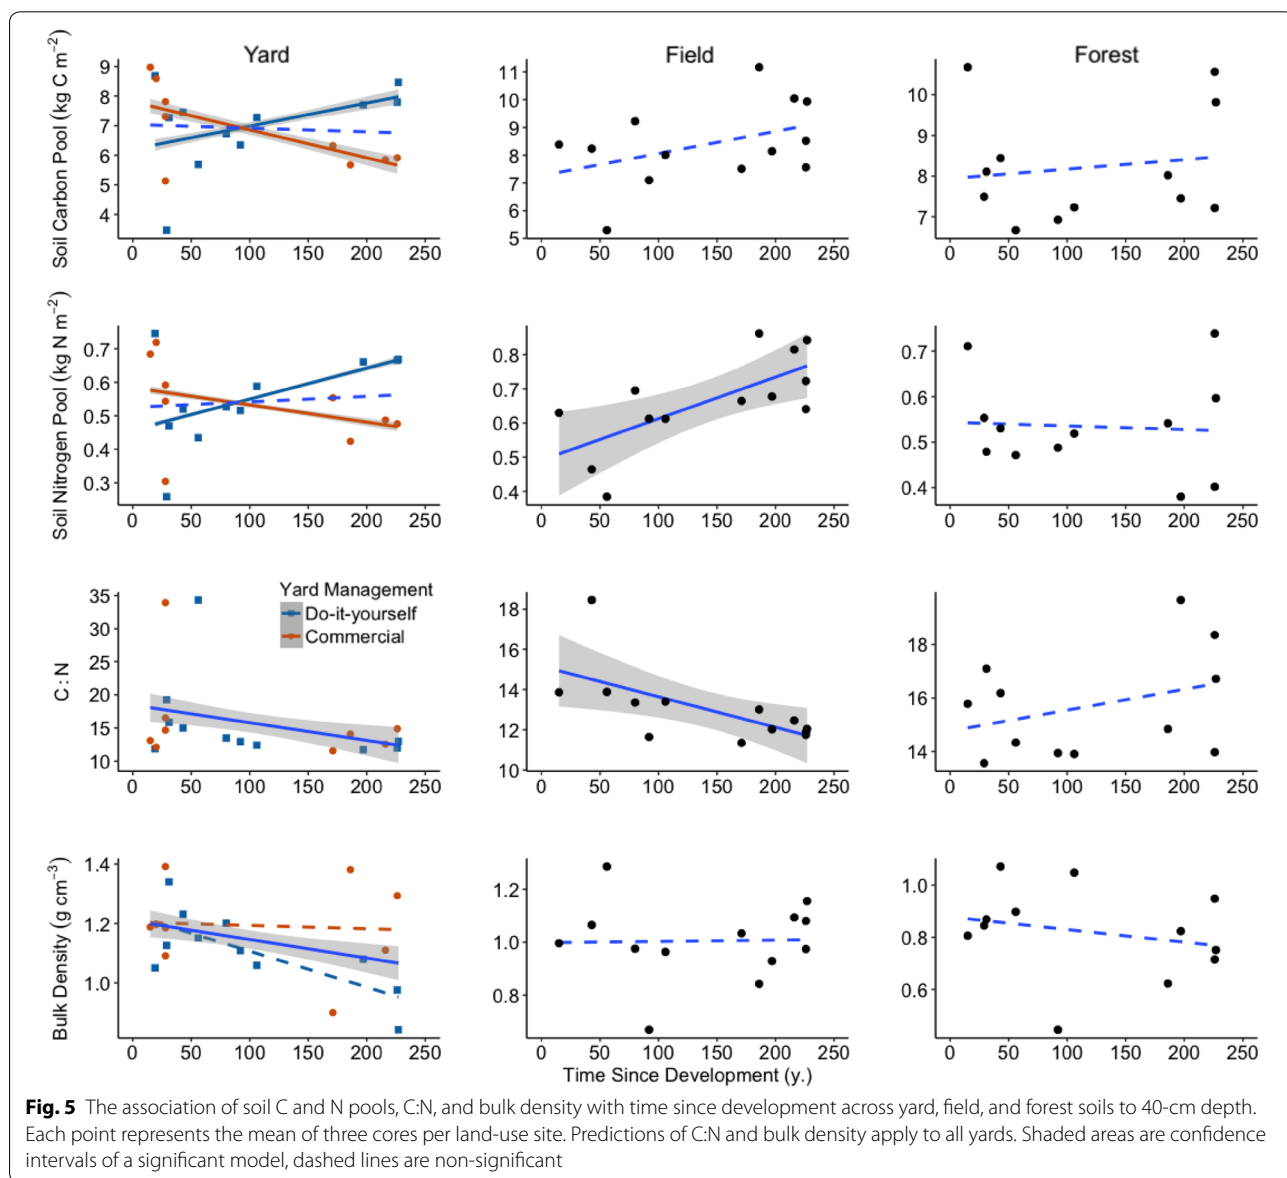 Yard
Field
Forest
Soil Carbon Pool (kg C m−2)
9
8
7
6
5
4
0 50 100 150 200 250
11
10
9
8
7
6
5
0 50 100 150 200 250
10
9
8
7
0 50 100 150 200 250
Soil Nitrogen Pool (kg N m−2)
0.7
0.6
0.5
0.4
0.3
0 50 100 150 200 250
0.8
0.7
0.6
0.5
0.4
0 50 100 150 200 250
0.7
0.6
0.5
0.4
0 50 100 150 200 250
C:N
35
30
25
20
15
10
Yard Management
Do-it-yourself
Commercial
0 50 100 150 200 250
18
16
14
12
10
0 50 100 150 200 250
18
16
14
0 50 100 150 200 250
Bulk Density (g cm−3)
1.4
1.2
1.0
0 50 100 150 200 250
1.2
1.0
0.8
0 50 100 150 200 250
1.0
0.8
0.6
0 50 100 150 200 250
Time Since Development (y.)
Fig. 5 The association of soil C and N pools, C:N, and bulk density with time since development across yard, field, and forest soils to 40-cm depth.
Each point represents the mean of three cores per land-use site. Predictions of C:N and bulk density apply to all yards. Shaded areas are confidence
intervals of a significant model, dashed lines are non-significant